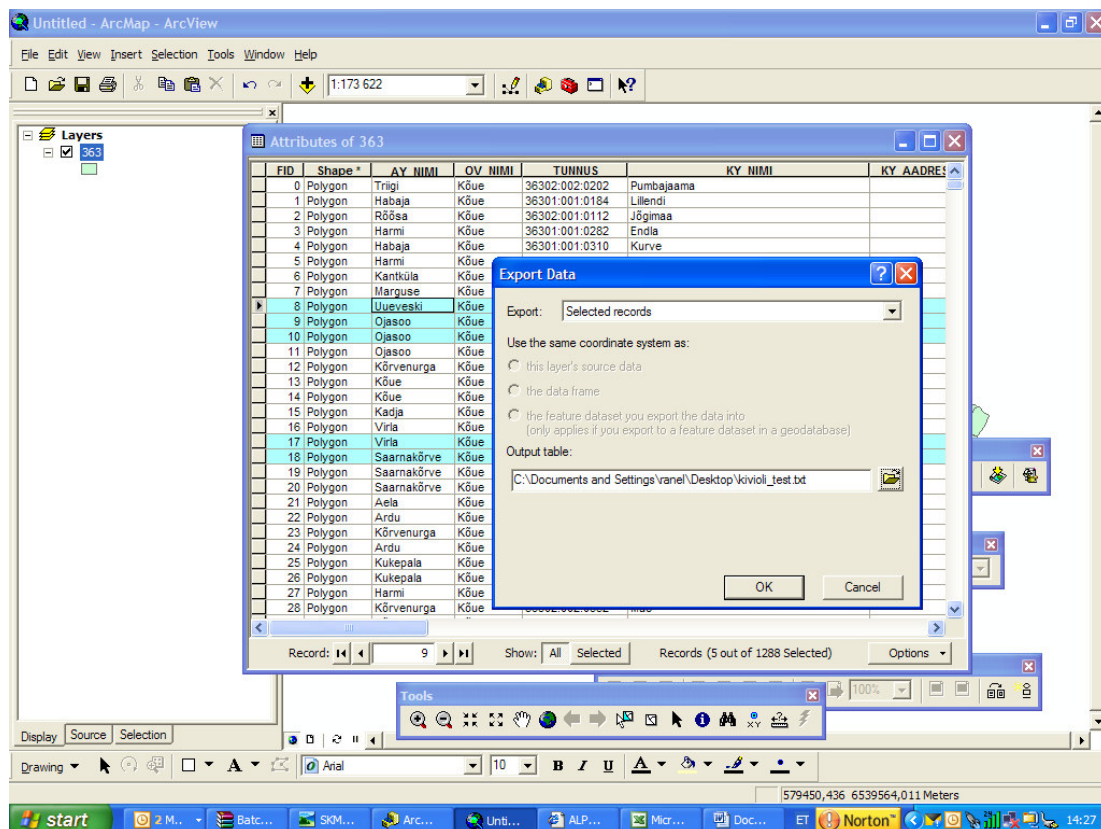 Untitled - ArcMap - ArcView
File Edit View Insert Selection Tools Window Help
1:173 622
Layers
363
Attributes of 363
FID Shape * AY_NIMI OV_NIMI TUNNUS KY_NIMI KY_AADRES
0 Polygon Triigi Kõue 36302:002:0202 Pumbajaama
1 Polygon Habaja Kõue 36301:001:0184 Lillendi
2 Polygon Rõõsa Kõue 36302:001:0112 Jõgimaa
3 Polygon Harmi Kõue 36301:001:0282 Endla
4 Polygon Habaja Kõue 36301:001:0310 Kurve
5 Polygon Harmi Kõue
6 Polygon Kantküla Kõue
7 Polygon Marguse Kõue
8 Polygon Uueveski Kõue
9 Polygon Ojasoo Kõue
10 Polygon Ojasoo Kõue
11 Polygon Ojasoo Kõue
12 Polygon Kõrvenurga Kõue
13 Polygon Kõue Kõue
14 Polygon Kõue Kõue
15 Polygon Kadja Kõue
16 Polygon Virla Kõue
17 Polygon Virla Kõue
18 Polygon Saarnakõrve Kõue
19 Polygon Saarnakõrve Kõue
20 Polygon Saarnakõrve Kõue
21 Polygon Aela Kõue
22 Polygon Ardu Kõue
23 Polygon Kõrvenurga Kõue
24 Polygon Ardu Kõue
25 Polygon Kukepala Kõue
26 Polygon Kukepala Kõue
27 Polygon Harmi Kõue
28 Polygon Kõrvenurga Kõue
Export Data
Export: Selected records
Use the same coordinate system as:
this layer's source data
the data frame
the feature dataset you export the data into
(only applies if you export to a feature dataset in a geodatabase)
Output table:
C:\Documents and Settings\ranel\Desktop\kivioli_test.txt
OK Cancel
Record: 9 Show: All Selected Records (5 out of 1288 Selected) Options
100%
Tools
Display Source Selection
Drawing A Arial 10 B I U A
579450,436 6539564,011 Meters
start 2 M.. Batc... SKM... Arc... Unti... ALP... Micr... Doc... ET Norton™ 14:27